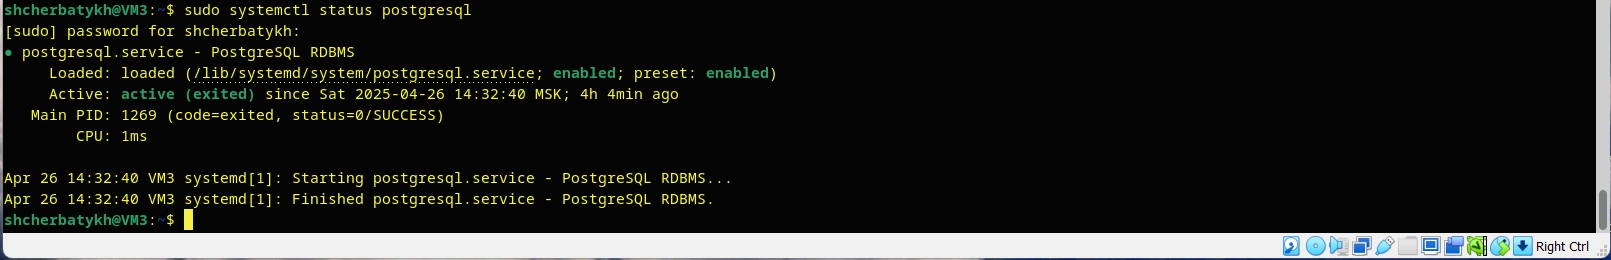 shcherbatykh@VM3:~$ sudo systemctl status postgresql
[sudo] password for shcherbatykh:
● postgresql.service - PostgreSQL RDBMS
     Loaded: loaded (/lib/systemd/system/postgresql.service; enabled; preset: enabled)
     Active: active (exited) since Sat 2025-04-26 14:32:40 MSK; 4h 4min ago
   Main PID: 1269 (code=exited, status=0/SUCCESS)
        CPU: 1ms

Apr 26 14:32:40 VM3 systemd[1]: Starting postgresql.service - PostgreSQL RDBMS...
Apr 26 14:32:40 VM3 systemd[1]: Finished postgresql.service - PostgreSQL RDBMS.
shcherbatykh@VM3:~$
Right Ctrl